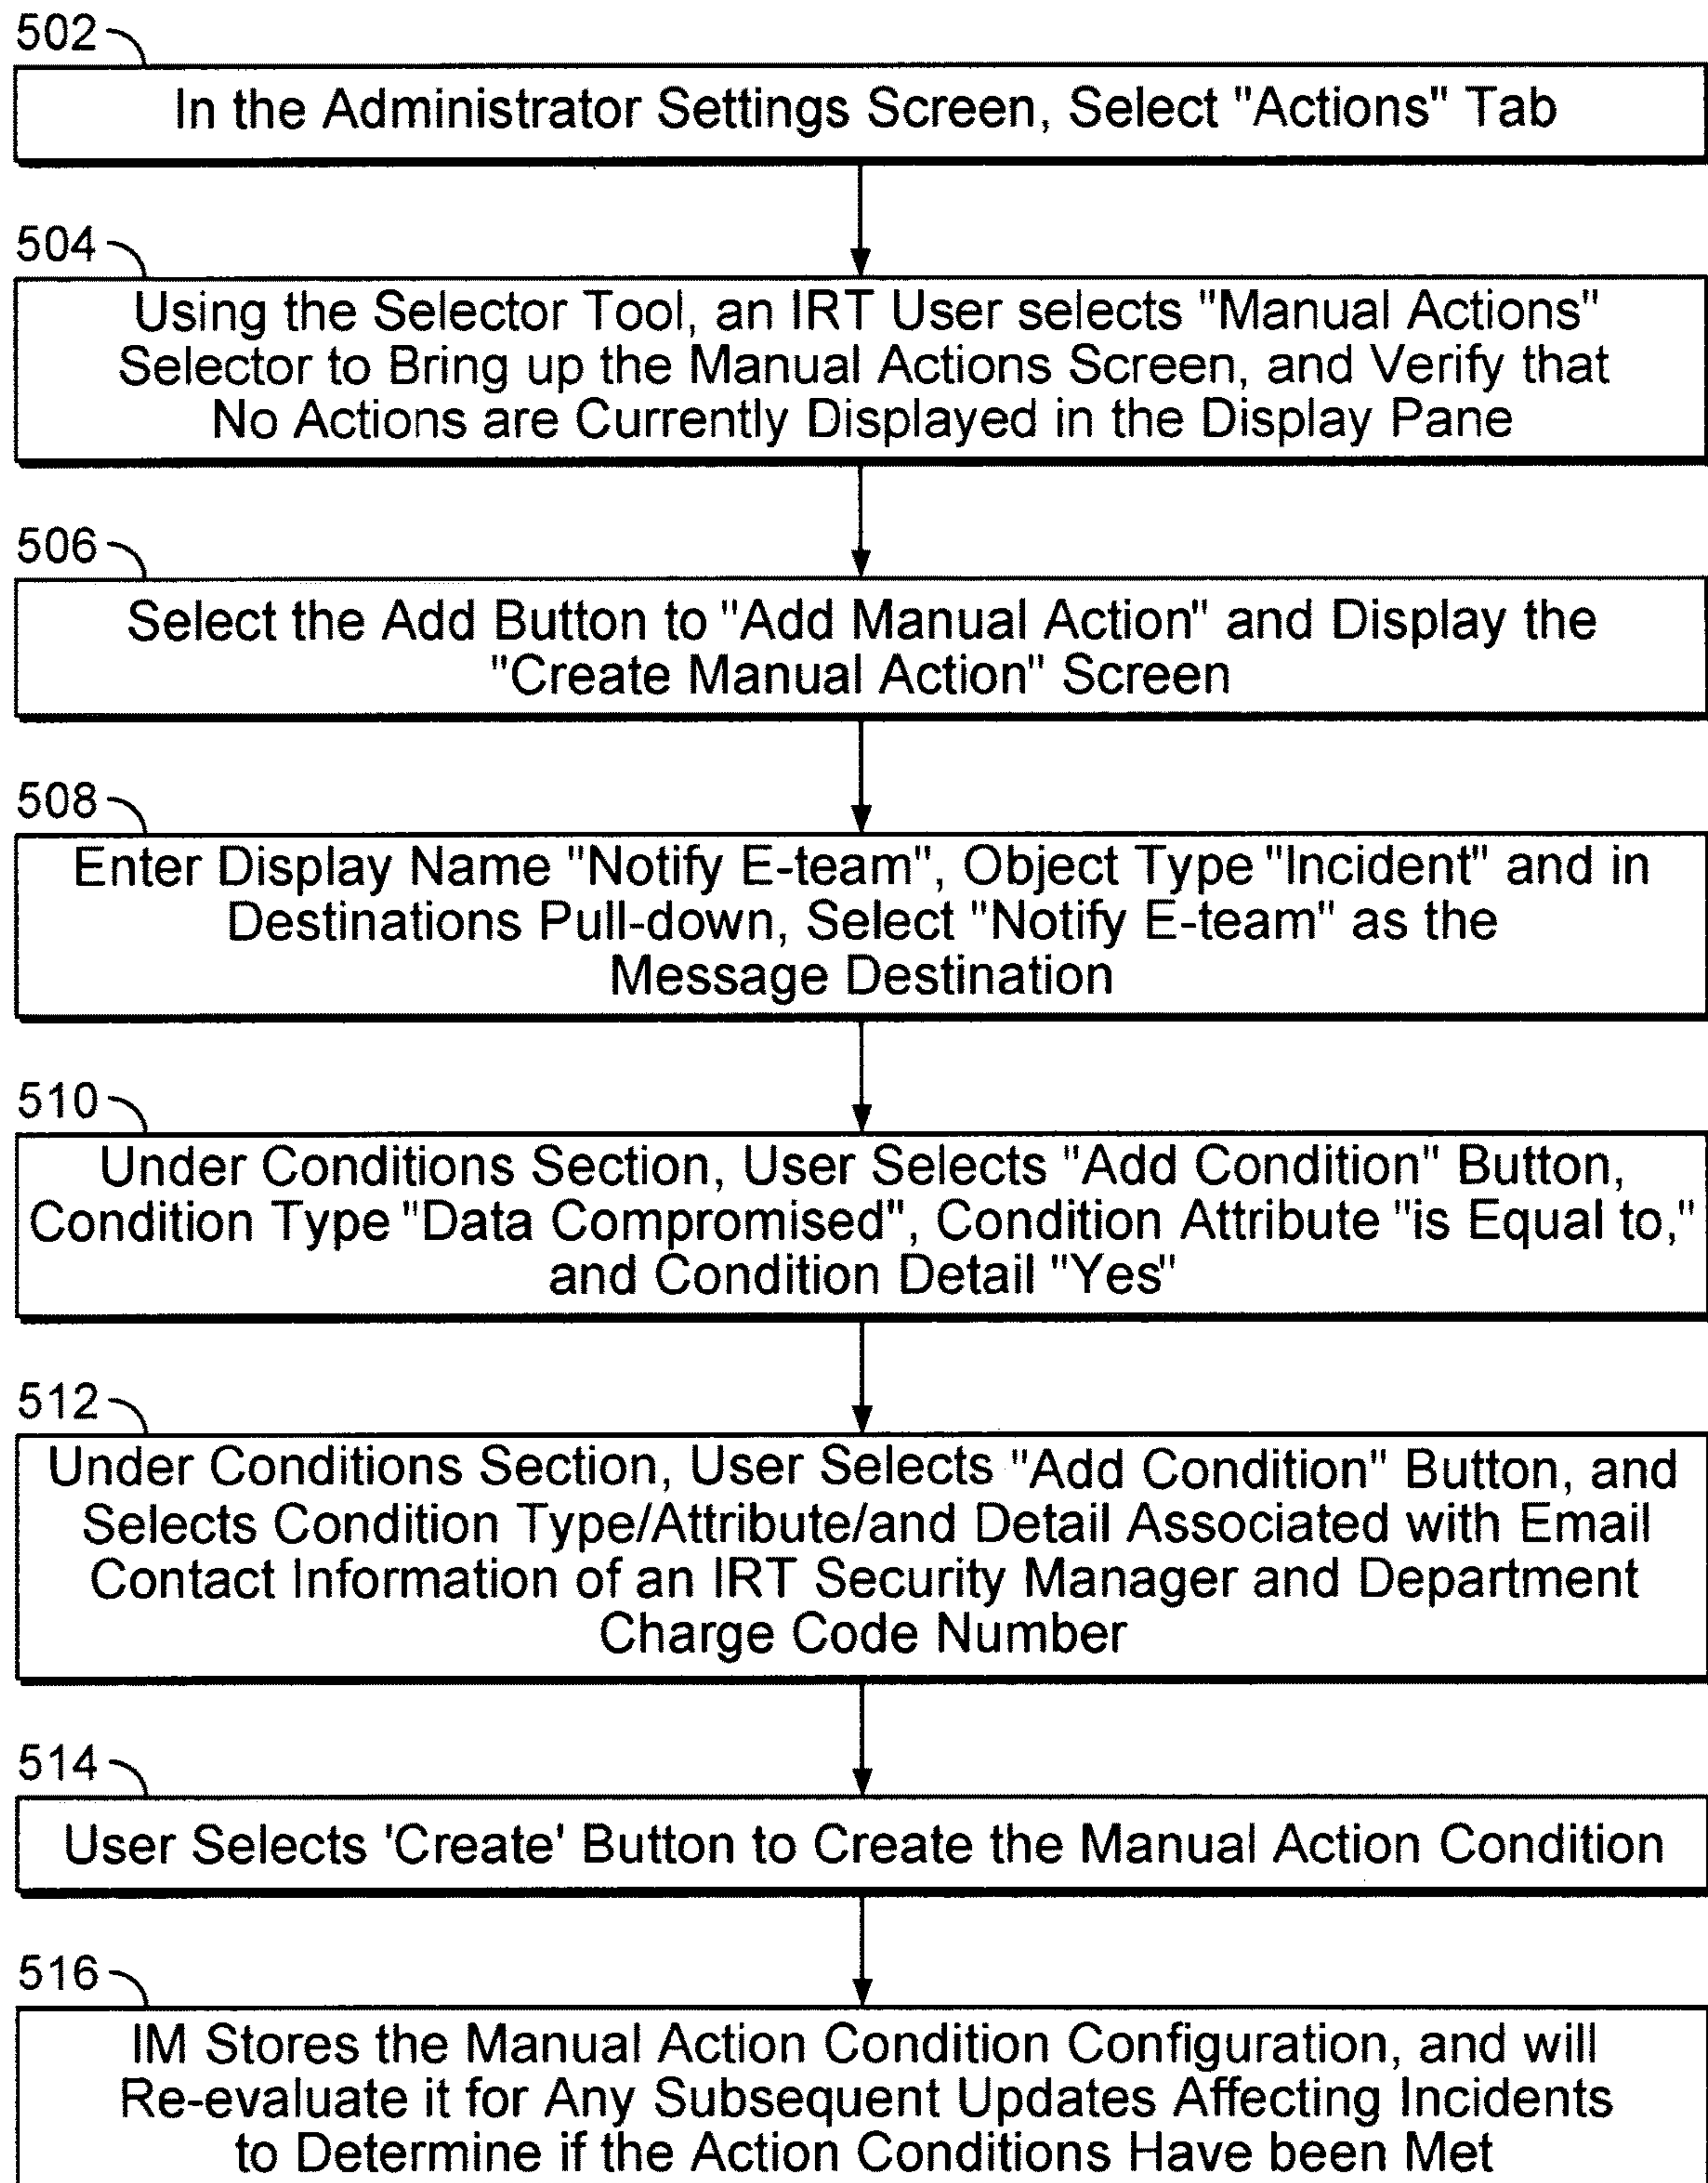 502
In the Administrator Settings Screen, Select "Actions" Tab
504
Using the Selector Tool, an IRT User selects "Manual Actions"
Selector to Bring up the Manual Actions Screen, and Verify that
No Actions are Currently Displayed in the Display Pane
506
Select the Add Button to "Add Manual Action" and Display the
"Create Manual Action" Screen
508
Enter Display Name "Notify E-team", Object Type "Incident" and in
Destinations Pull-down, Select "Notify E-team" as the
Message Destination
510
Under Conditions Section, User Selects "Add Condition" Button,
Condition Type "Data Compromised", Condition Attribute "is Equal to,"
and Condition Detail "Yes"
512
Under Conditions Section, User Selects "Add Condition" Button, and
Selects Condition Type/Attribute/and Detail Associated with Email
Contact Information of an IRT Security Manager and Department
Charge Code Number
514
User Selects 'Create' Button to Create the Manual Action Condition
516
IM Stores the Manual Action Condition Configuration, and will
Re-evaluate it for Any Subsequent Updates Affecting Incidents
to Determine if the Action Conditions Have been Met